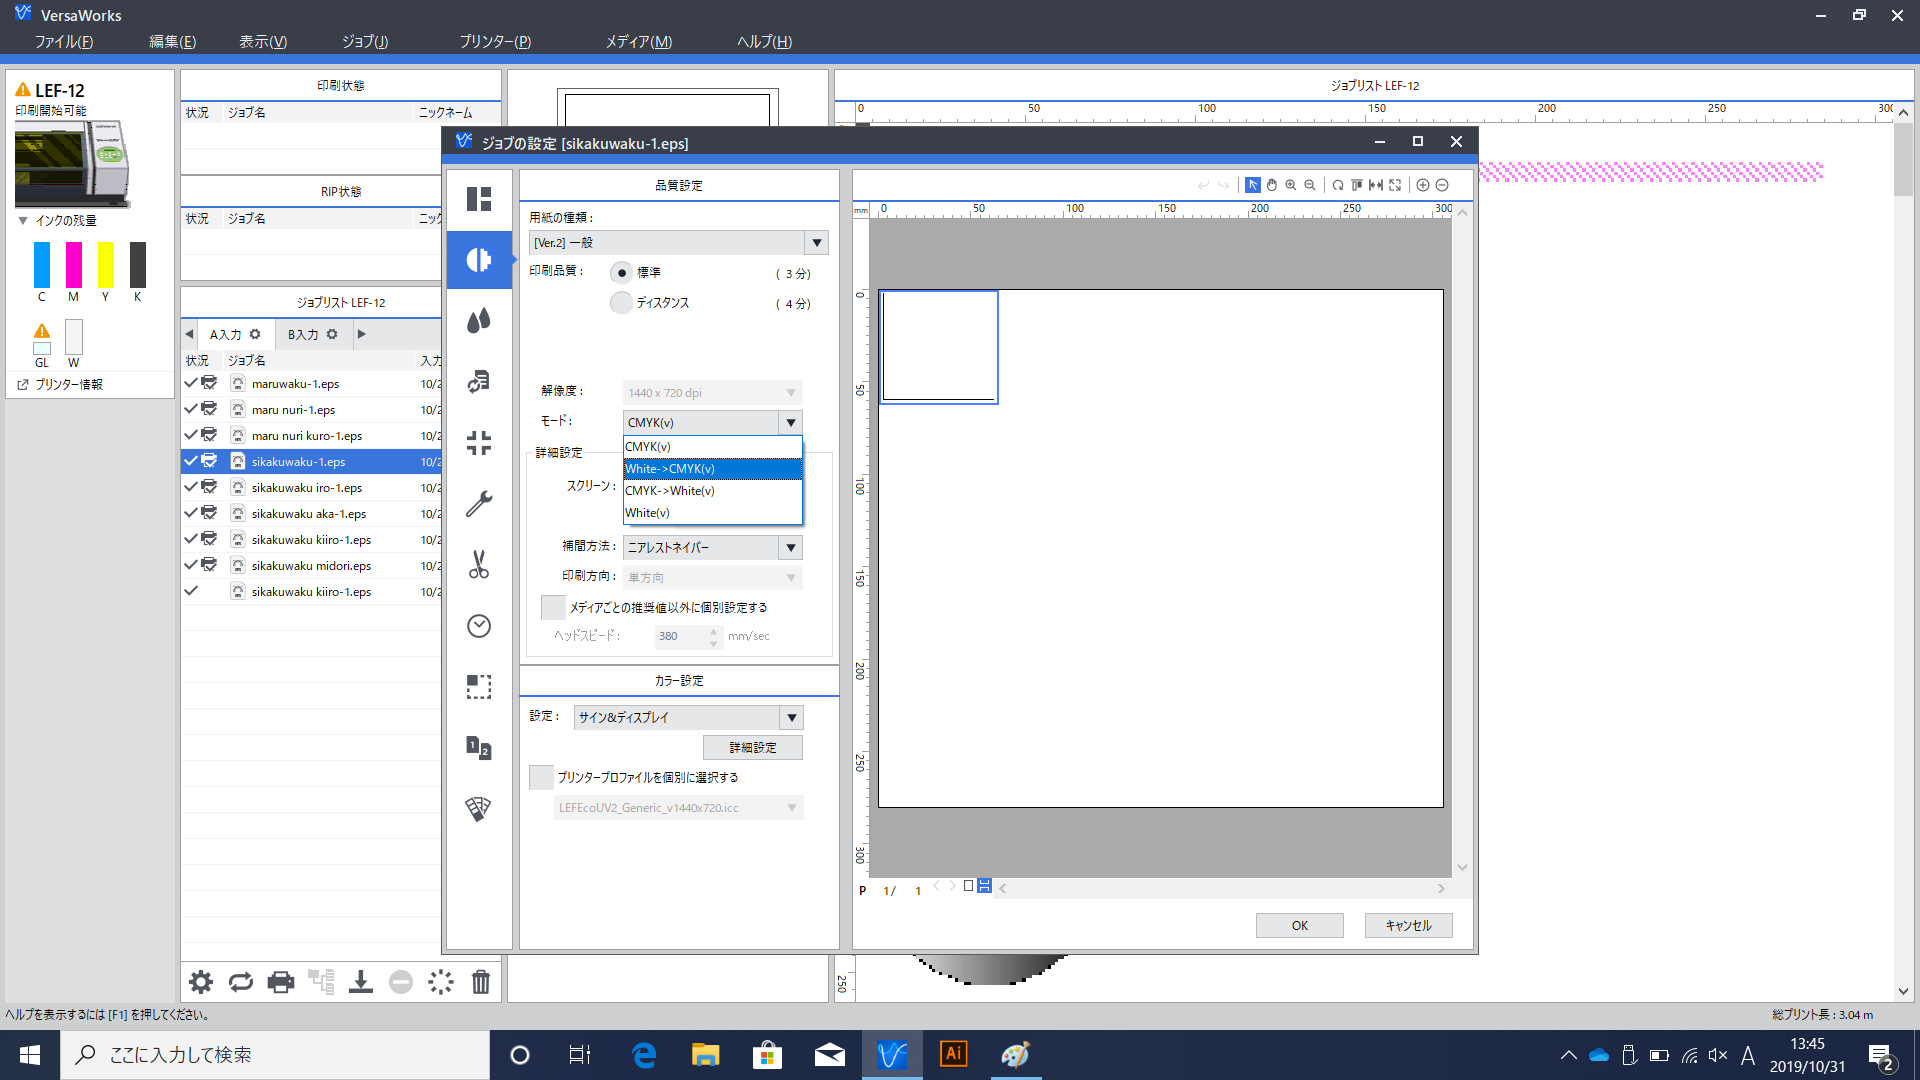 VersaWorks
ファイル(F) 編集(E) 表示(V) ジョブ(J) プリンター(P) メディア(M) ヘルプ(H)
LEF-12
印刷開始可能
インクの残量
C M Y K
GL W
プリンター情報
印刷状態
状況 ジョブ名 ニックネーム
RIP状態
状況 ジョブ名 ニック
ジョブリスト LEF-12
A入力 B入力
状況 ジョブ名 入力
maruwaku-1.eps 10/2
maru nuri-1.eps 10/2
maru nuri kuro-1.eps 10/2
sikakuwaku-1.eps 10/2
sikakuwaku iro-1.eps 10/2
sikakuwaku aka-1.eps 10/2
sikakuwaku kiiro-1.eps 10/2
sikakuwaku midori.eps 10/2
sikakuwaku kiiro-1.eps 10/2
ジョブリスト LEF-12
0 50 100 150 200 250 300
250
ジョブの設定 [sikakuwaku-1.eps]
品質設定
用紙の種類 :
[Ver.2] 一般
印刷品質 : 標準 ( 3 分)
ディスタンス ( 4 分)
解像度 : 1440 x 720 dpi
モード : CMYK(v)
CMYK(v)
White->CMYK(v)
CMYK->White(v)
White(v)
詳細設定
スクリーン :
補間方法 : ニアレストネイバー
印刷方向 : 単方向
メディアごとの推奨値以外に個別設定する
ヘッドスピード : 380 mm/sec
カラー設定
設定 : サイン&ディスプレイ
詳細設定
プリンタープロファイルを個別に選択する
LEFEcoUV2_Generic_v1440x720.icc
1 2
mm 0 50 100 150 200 250 300
0
50
100
150
200
250
300
P 1/ 1
OK キャンセル
ヘルプを表示するには [F1] を押してください。
総プリント長 : 3.04 m
ここに入力して検索
Ai
A
13:45
2019/10/31
2